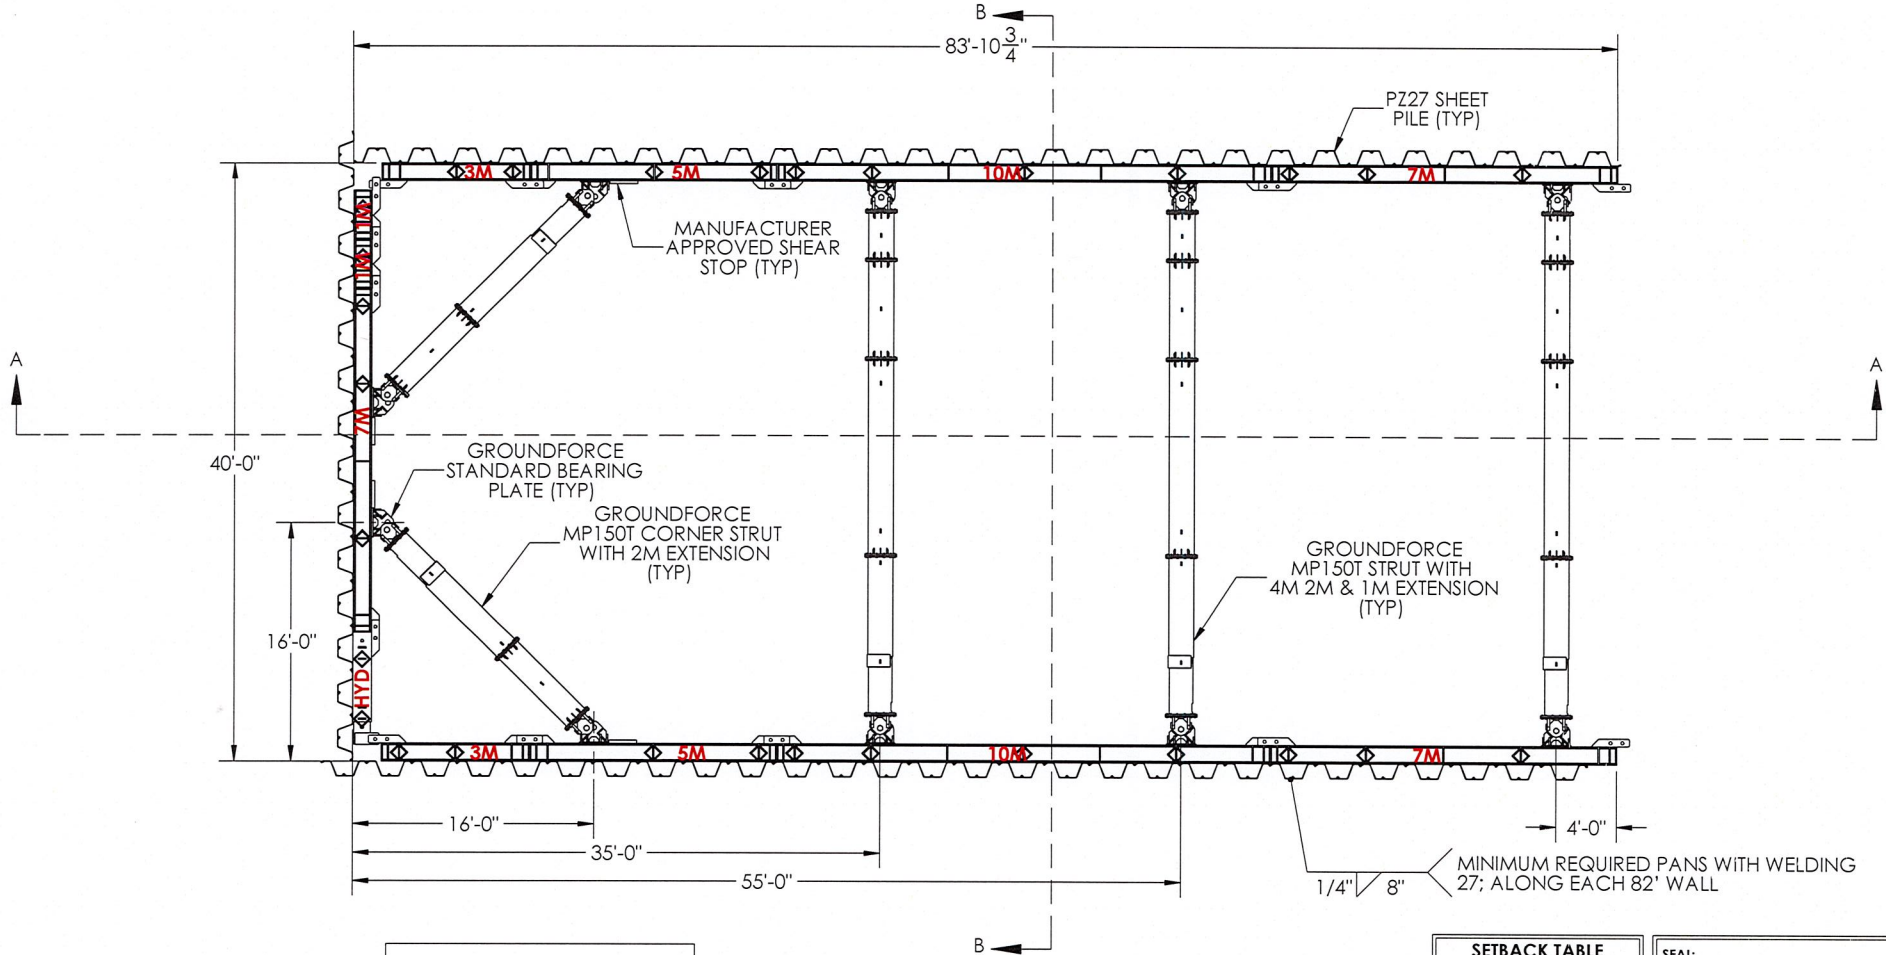 B
83'-10 3/4"
PZ27 SHEET
PILE (TYP)
3M
5M
10M
7M
1M
1M
7M
HYD
MANUFACTURER
APPROVED SHEAR
STOP (TYP)
A
A
40'-0"
GROUNDFORCE
STANDARD BEARING
PLATE (TYP)
GROUNDFORCE
MP150T CORNER STRUT
WITH 2M EXTENSION
(TYP)
GROUNDFORCE
MP150T STRUT WITH
4M 2M & 1M EXTENSION
(TYP)
16'-0"
3M
5M
10M
7M
16'-0"
35'-0"
55'-0"
4'-0"
1/4" 8"
MINIMUM REQUIRED PANS WITH WELDING
27; ALONG EACH 82' WALL
B
SETBACK TABLE
SEAL: